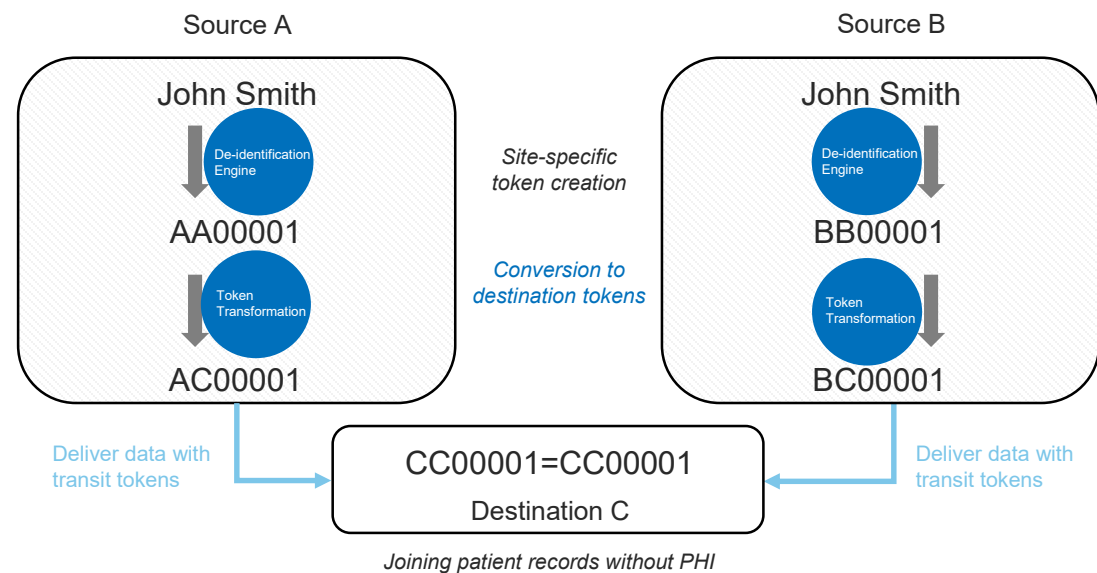 Source A
John Smith
De-identification
Engine
AA00001
Token
Transformation
AC00001
Site-specific
token creation
Conversion to
destination tokens
Source B
John Smith
De-identification
Engine
BB00001
Token
Transformation
BC00001
Deliver data with
transit tokens
CC00001=CC00001
Destination C
Deliver data with
transit tokens
Joining patient records without PHI